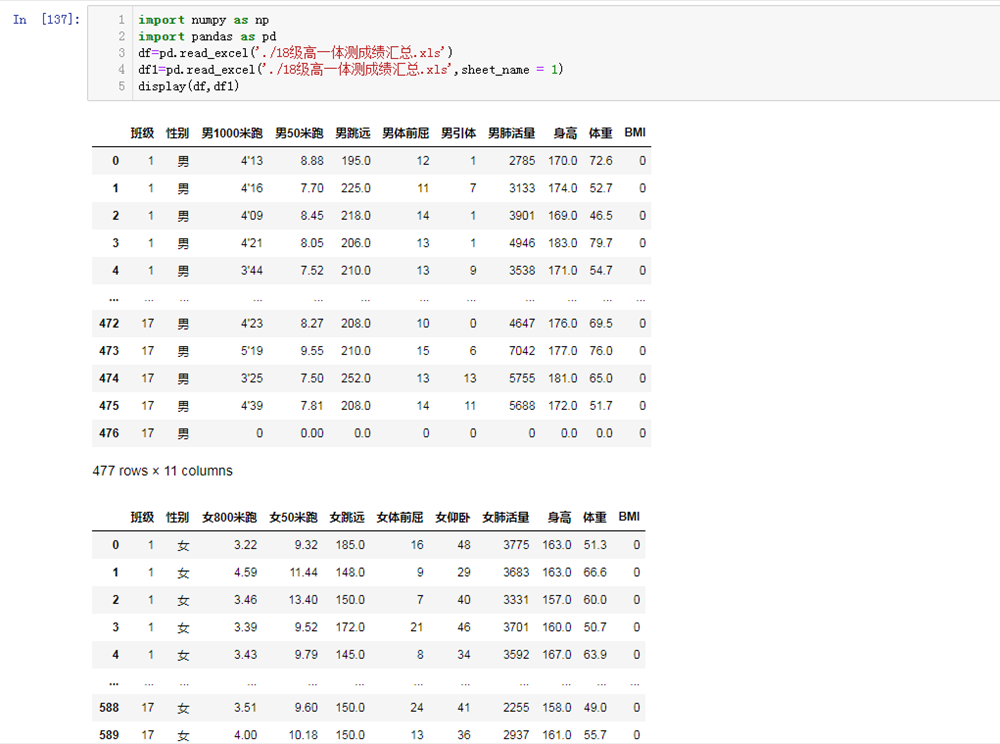 In [137]:
1 import numpy as np
2 import pandas as pd
3 df=pd.read_excel('./18级高一体测成绩汇总.xls')
4 df1=pd.read_excel('./18级高一体测成绩汇总.xls',sheet_name = 1)
5 display(df,df1)
班级 性别 男1000米跑 男50米跑 男跳远 男体前屈 男引体 男肺活量 身高 体重 BMI
0 1 男 4'13 8.88 195.0 12 1 2785 170.0 72.6 0
1 1 男 4'16 7.70 225.0 11 7 3133 174.0 52.7 0
2 1 男 4'09 8.45 218.0 14 1 3901 169.0 46.5 0
3 1 男 4'21 8.05 206.0 13 1 4946 183.0 79.7 0
4 1 男 3'44 7.52 210.0 13 9 3538 171.0 54.7 0
... ... ... ... ... ... ... ... ... ... ... ...
472 17 男 4'23 8.27 208.0 10 0 4647 176.0 69.5 0
473 17 男 5'19 9.55 210.0 15 6 7042 177.0 76.0 0
474 17 男 3'25 7.50 252.0 13 13 5755 181.0 65.0 0
475 17 男 4'39 7.81 208.0 14 11 5688 172.0 51.7 0
476 17 男 0 0.00 0.0 0 0 0 0.0 0.0 0
477 rows × 11 columns
班级 性别 女800米跑 女50米跑 女跳远 女体前屈 女仰卧 女肺活量 身高 体重 BMI
0 1 女 3.22 9.32 185.0 16 48 3775 163.0 51.3 0
1 1 女 4.59 11.44 148.0 9 29 3683 163.0 66.6 0
2 1 女 3.46 13.40 150.0 7 40 3331 157.0 60.0 0
3 1 女 3.39 9.52 172.0 21 46 3701 160.0 50.7 0
4 1 女 3.43 9.79 145.0 8 34 3592 167.0 63.9 0
... ... ... ... ... ... ... ... ... ... ... ...
588 17 女 3.51 9.60 150.0 24 41 2255 158.0 49.0 0
589 17 女 4.00 10.18 150.0 13 36 2937 161.0 55.7 0